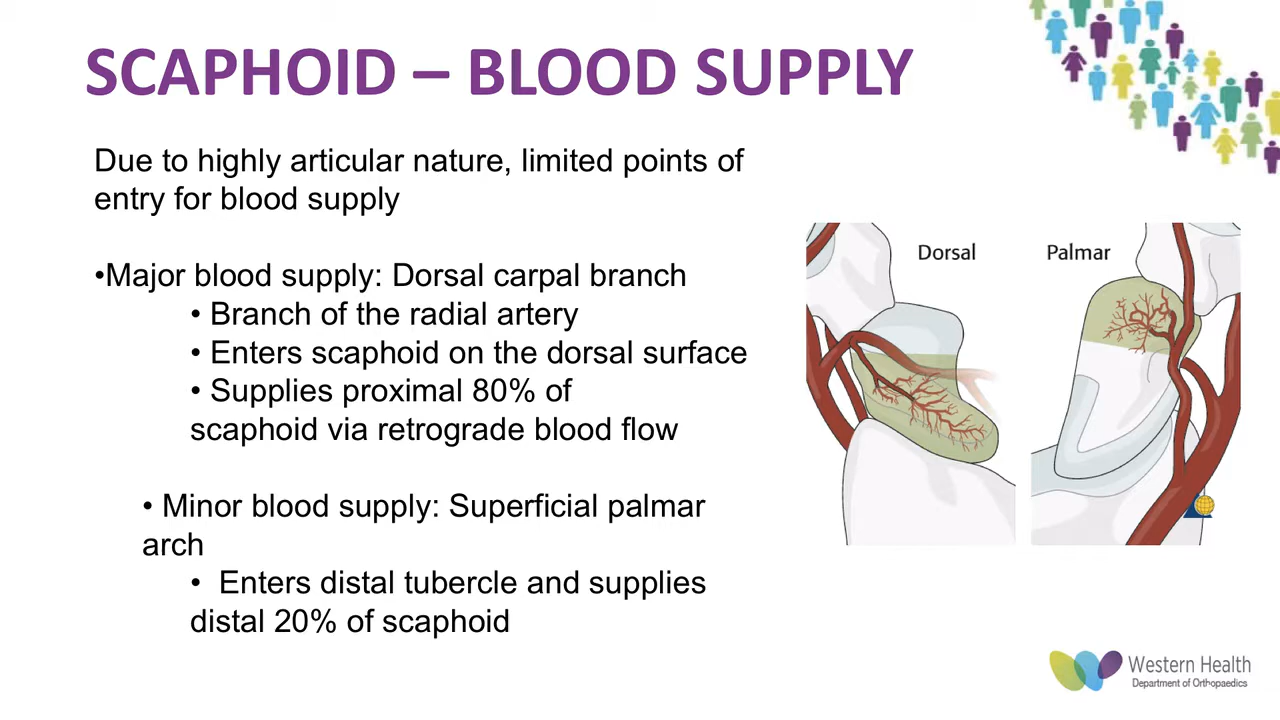 SCAPHOID – BLOOD SUPPLY
Due to highly articular nature, limited points of
entry for blood supply
•Major blood supply: Dorsal carpal branch
• Branch of the radial artery
• Enters scaphoid on the dorsal surface
• Supplies proximal 80% of
scaphoid via retrograde blood flow
• Minor blood supply: Superficial palmar
arch
• Enters distal tubercle and supplies
distal 20% of scaphoid
Dorsal
Palmar
Western Health
Department of Orthopaedics